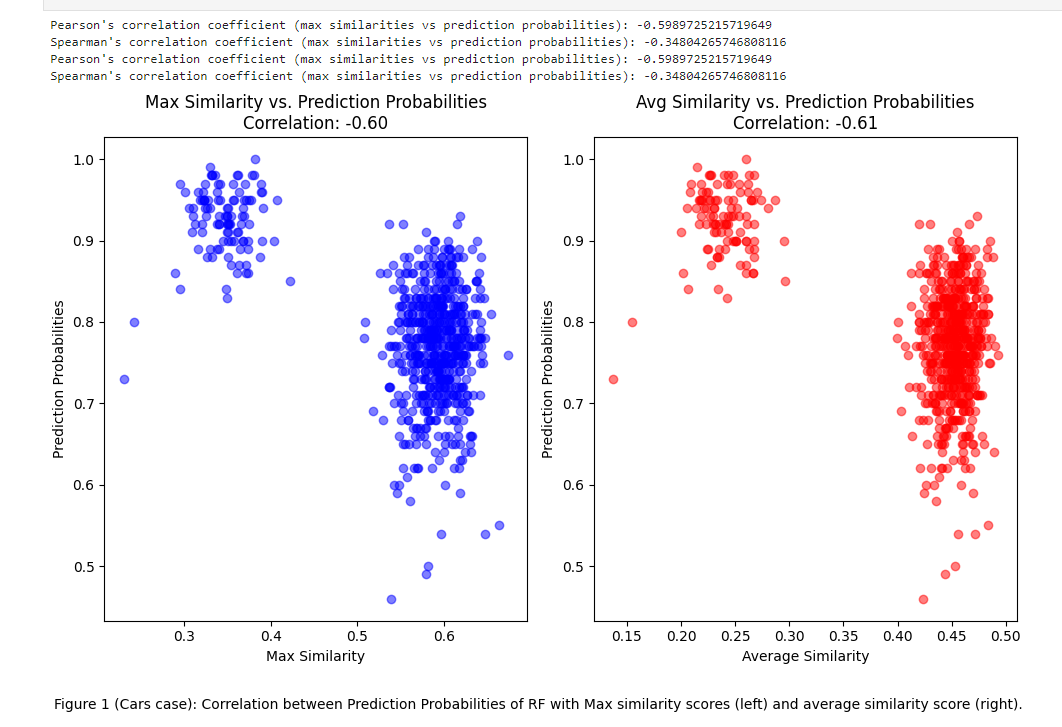 Pearson's correlation coefficient (max similarities vs prediction probabilities): -0.5989725215719649
Spearman's correlation coefficient (max similarities vs prediction probabilities): -0.34804265746808116
Pearson's correlation coefficient (max similarities vs prediction probabilities): -0.5989725215719649
Spearman's correlation coefficient (max similarities vs prediction probabilities): -0.34804265746808116
Max Similarity vs. Prediction Probabilities
Correlation: -0.60
1.0
0.9
0.8
0.7
0.6
0.5
Prediction Probabilities
0.3 0.4 0.5 0.6
Max Similarity
Avg Similarity vs. Prediction Probabilities
Correlation: -0.61
1.0
0.9
0.8
0.7
0.6
0.5
Prediction Probabilities
0.15 0.20 0.25 0.30 0.35 0.40 0.45 0.50
Average Similarity
Figure 1 (Cars case): Correlation between Prediction Probabilities of RF with Max similarity scores (left) and average similarity score (right).